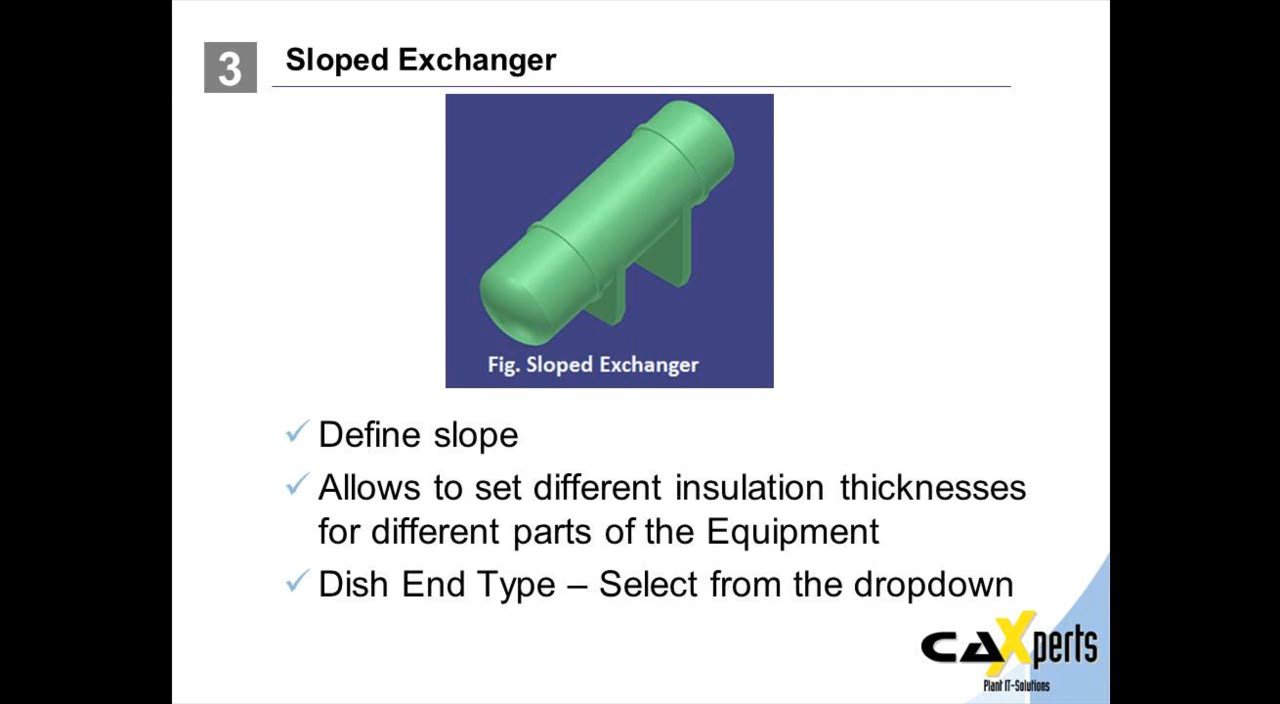 3
Sloped Exchanger
Fig. Sloped Exchanger
✓ Define slope
✓ Allows to set different insulation thicknesses
for different parts of the Equipment
✓ Dish End Type – Select from the dropdown
CAXperts
Plant IT-Solutions